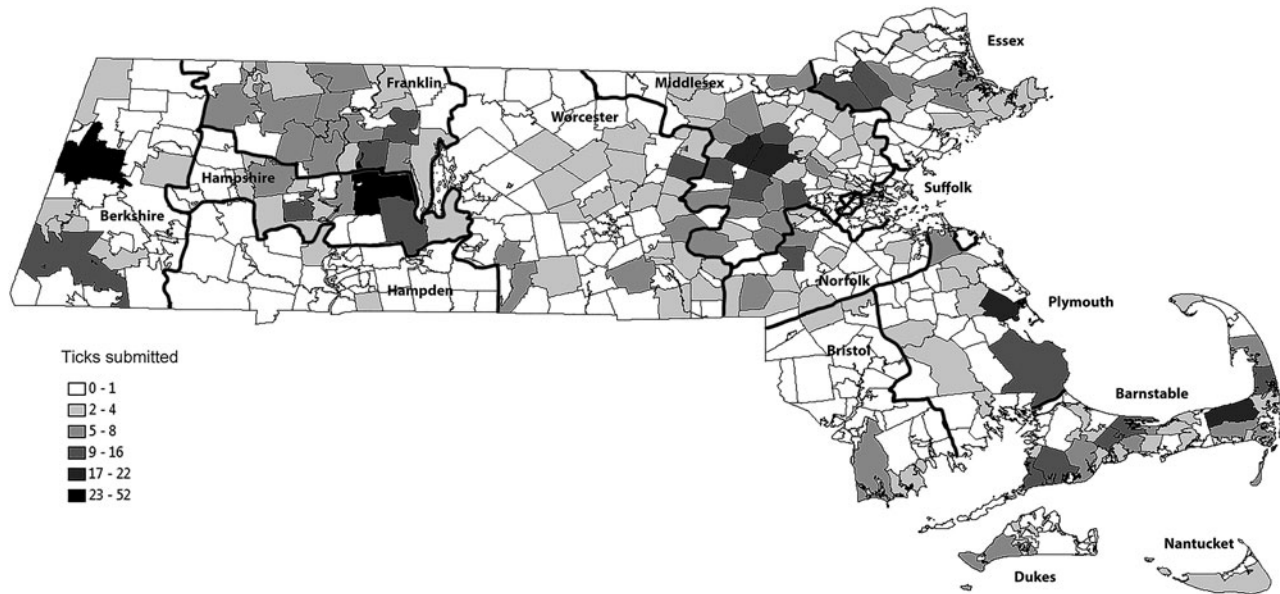 Essex
Franklin
Middlesex
Worcester
Hampshire
Suffolk
Berkshire
Norfolk
Hampden
Plymouth
Bristol
Barnstable
Ticks submitted
0 - 1
2 - 4
5 - 8
9 - 16
17 - 22
23 - 52
Nantucket
Dukes